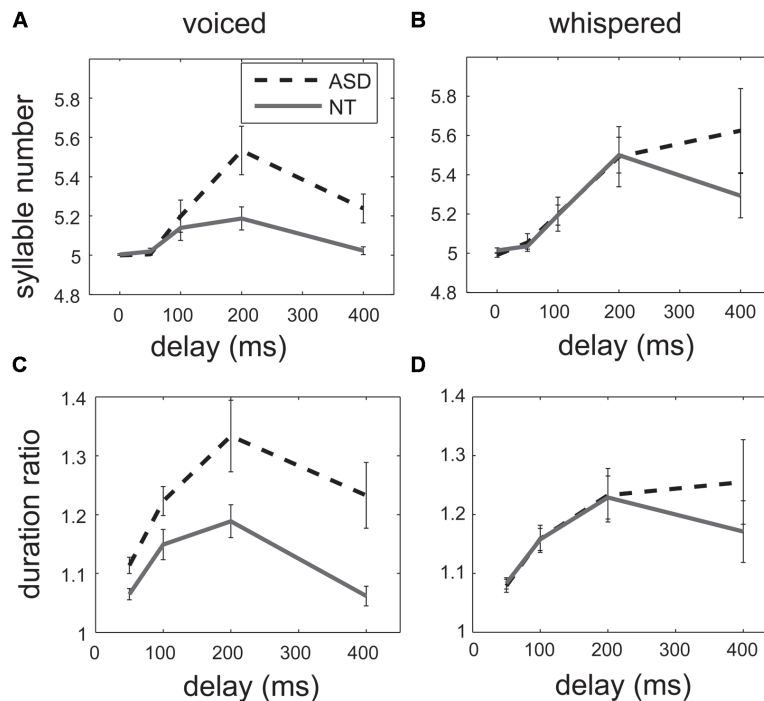 A voiced
B whispered
ASD
NT
syllable number
5.8
5.6
5.4
5.2
5
4.8
0 100 200 300 400
delay (ms)
5.8
5.6
5.4
5.2
5
4.8
0 100 200 300 400
delay (ms)
C
duration ratio
1.4
1.3
1.2
1.1
1
0 100 200 300 400
delay (ms)
D
1.4
1.3
1.2
1.1
1
0 100 200 300 400
delay (ms)